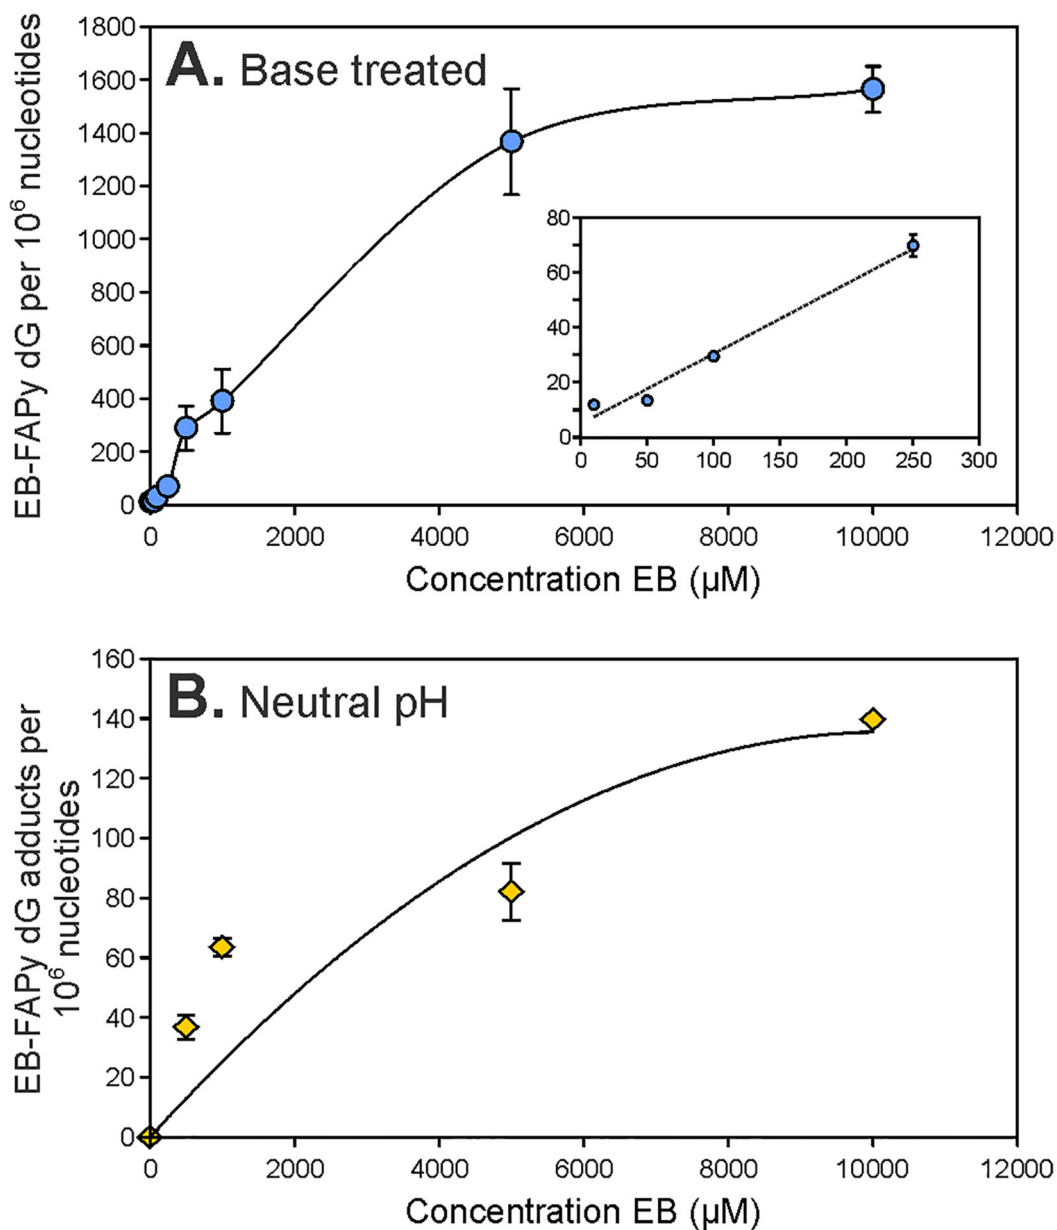 A. Base treated
EB-FAPy dG per 10⁶ nucleotides
1800
1600
1400
1200
1000
800
600
400
200
0
80
60
40
20
0
0 50 100 150 200 250 300
0 2000 4000 6000 8000 10000 12000
Concentration EB (µM)
B. Neutral pH
EB-FAPy dG adducts per
10⁶ nucleotides
160
140
120
100
80
60
40
20
0
0 2000 4000 6000 8000 10000 12000
Concentration EB (µM)